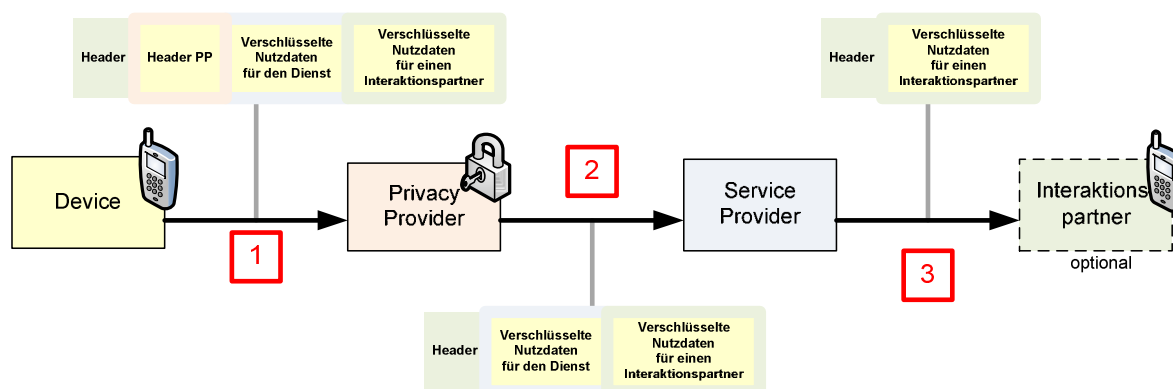 Header
Header PP
Verschlüsselte
Nutzdaten
für den Dienst
Verschlüsselte
Nutzdaten
für einen
Interaktionspartner
Header
Verschlüsselte
Nutzdaten
für einen
Interaktionspartner
Device
1
Privacy
Provider
2
Service
Provider
3
Interaktions
partner
optional
Header
Verschlüsselte
Nutzdaten
für den Dienst
Verschlüsselte
Nutzdaten
für einen
Interaktionspartner